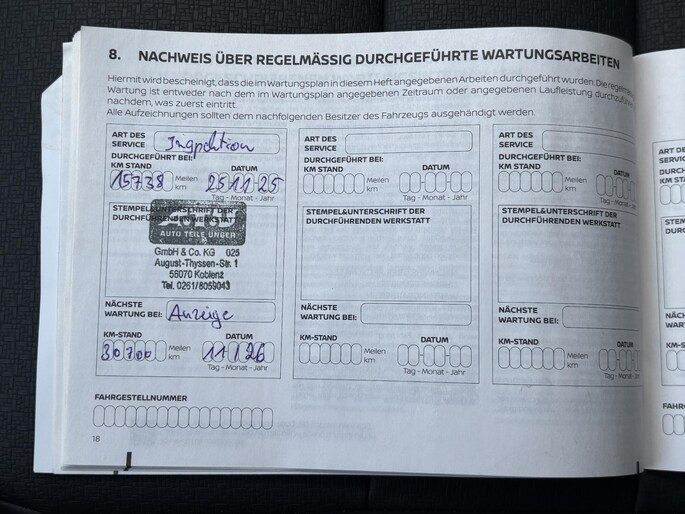 8. NACHWEIS ÜBER REGELMÄSSIG DURCHGEFÜHRTE WARTUNGSARBEITEN
Hiermit wird bescheinigt, dass die im Wartungsplan in diesem Heft angegebenen Arbeiten durchgeführt wurden. Die
Wartung ist entweder nach dem im Wartungsplan angegebenen Zeitraum oder angegebenen Laufleistung
nachdem, was zuerst eintritt.
Alle Aufzeichnungen sollten dem nachfolgenden Besitzer des Fahrzeugs ausgehändigt werden.
ART DES
SERVICE
Inspektion
DURCHGEFÜHRT BEI:
KM STAND DATUM
15738 Meilen
km
25 11 25
Tag - Monat - Jahr
STEMPEL&UNTERSCHRIFT DER
DURCHFÜHRENDEN WERKSTATT
AUTO TEILE UNGER
GmbH & Co. KG 025
August-Thyssen-Str. 1
56070 Koblenz
Tel. 0261/8059043
NÄCHSTE
WARTUNG BEI:
Anzeige
KM-STAND DATUM
30700 Meilen
km
11 26
Tag - Monat - Jahr
FAHRGESTELLNUMMER
18
ART DES
SERVICE
DURCHGEFÜHRT BEI:
KM STAND DATUM
Meilen
km
Tag - Monat - Jahr
STEMPEL&UNTERSCHRIFT DER
DURCHFÜHRENDEN WERKSTATT
NÄCHSTE
WARTUNG BEI:
KM-STAND DATUM
Meilen
km
Tag - Monat - Jahr
ART DES
SERVICE
DURCHGEFÜHRT BEI:
KM STAND DATUM
Meilen
km
Tag - Monat - Jahr
STEMPEL&UNTERSCHRIFT DER
DURCHFÜHRENDEN WERKSTATT
NÄCHSTE
WARTUNG BEI:
KM-STAND DATUM
Meilen
km
Tag - Monat - Jahr